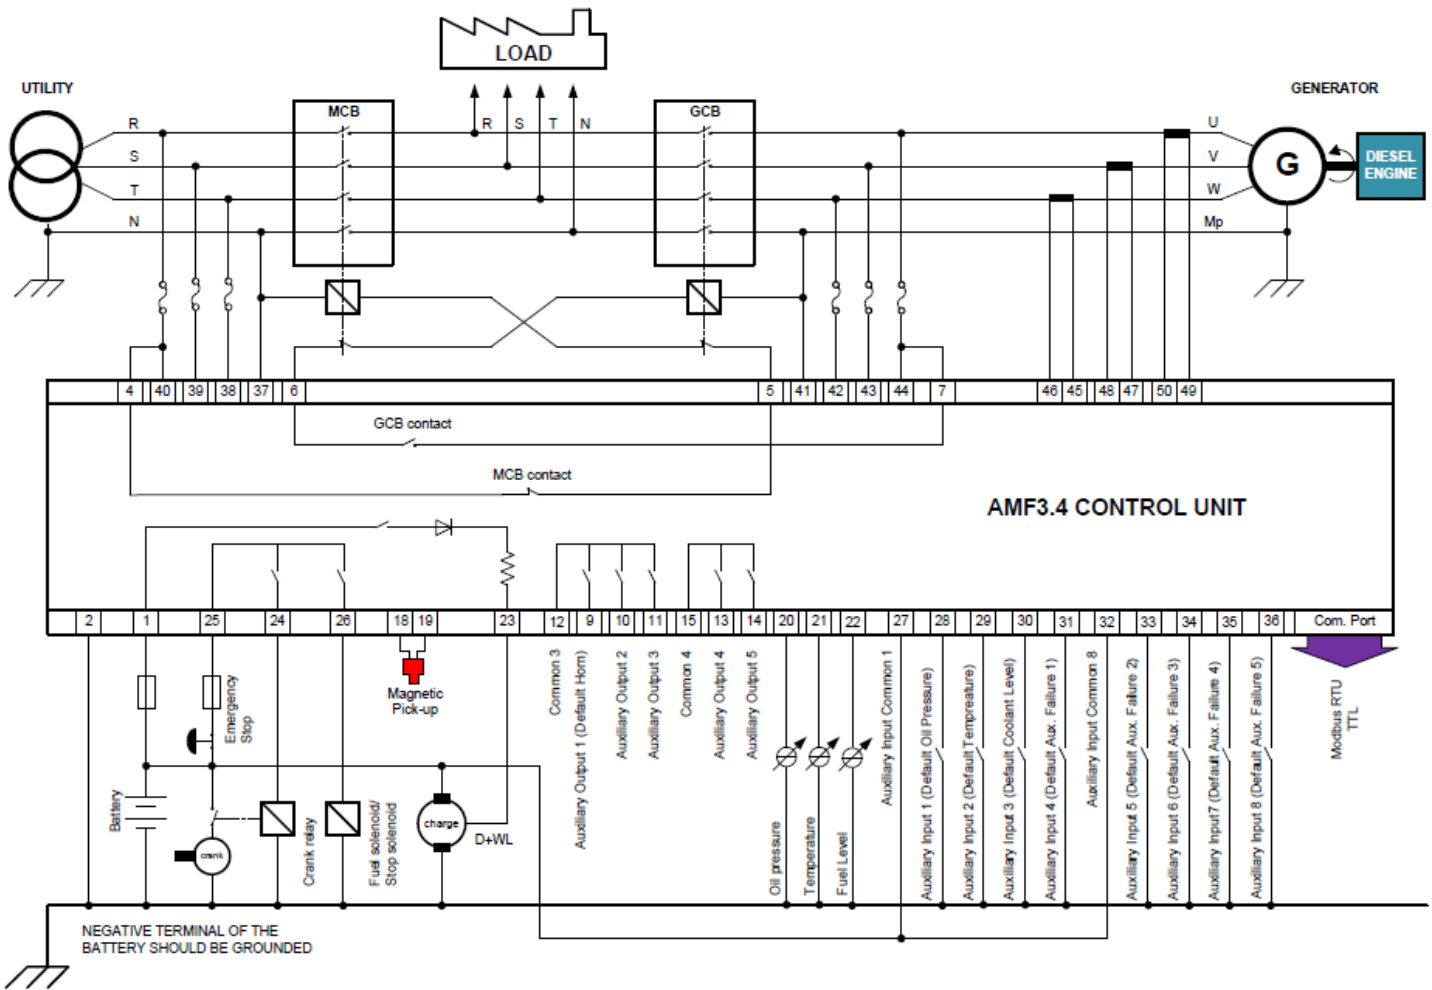 LOAD
UTILITY
GENERATOR
MCB
GCB
R
S
T
N
R S T N
U
V
W
Mp
G
DIESEL
ENGINE
4 40 39 38 37 6 5 41 42 43 44 7 46 45 48 47 50 49
GCB contact
MCB contact
AMF3.4 CONTROL UNIT
2 1 25 24 26 18 19 23 12 9 10 11 15 13 14 20 21 22 27 28 29 30 31 32 33 34 35 36 Com. Port
Emergency
Stop
Magnetic
Pick-up
Battery
crank
Crank relay
Fuel solenoid/
Stop solenoid
charge
D+WL
Common 3
Auxiliary Output 1 (Default Horn)
Auxiliary Output 2
Auxiliary Output 3
Common 4
Auxiliary Output 4
Auxiliary Output 5
Oil pressure
Temperature
Fuel Level
Auxiliary Input Common 1
Auxiliary Input 1 (Default Oil Pressure)
Auxiliary Input 2 (Default Tempreature)
Auxiliary Input 3 (Default Coolant Level)
Auxiliary Input 4 (Default Aux. Failure 1)
Auxiliary Input Common 8
Auxiliary Input 5 (Default Aux. Failure 2)
Auxiliary Input 6 (Default Aux. Failure 3)
Auxiliary Input7 (Default Aux. Failure 4)
Auxiliary Input 8 (Default Aux. Failure 5)
Modbus RTU
TTL
NEGATIVE TERMINAL OF THE
BATTERY SHOULD BE GROUNDED